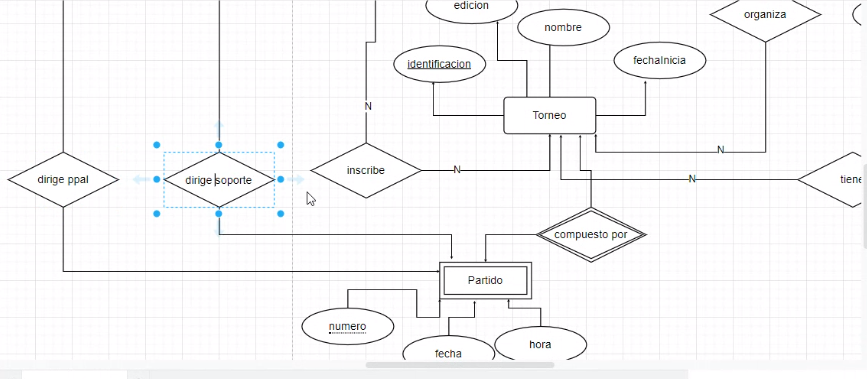 edicion
nombre
organiza
identificacion
fechaInicia
N
Torneo
N
dirige ppal
dirige soporte
inscribe
N
N
tiene
compuesto por
Partido
numero
fecha
hora